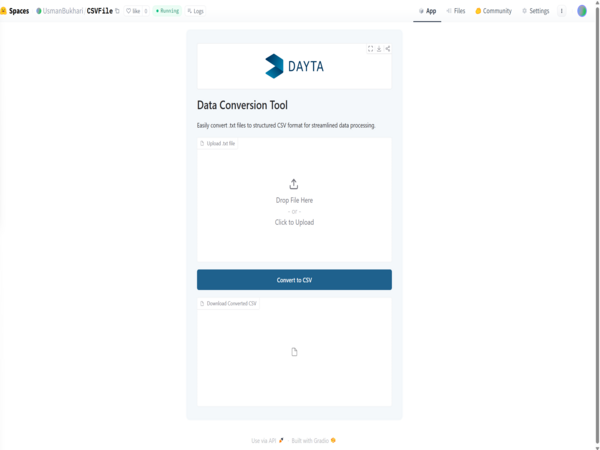 Spaces UsmanBukhari/CSVFile like Running Logs App Files Community Settings
DAYTA
Data Conversion Tool
Easily convert .txt files to structured CSV format for streamlined data processing.
Upload .txt file
Drop File Here
- or -
Click to Upload
Convert to CSV
Download Converted CSV
Use via API · Built with Gradio